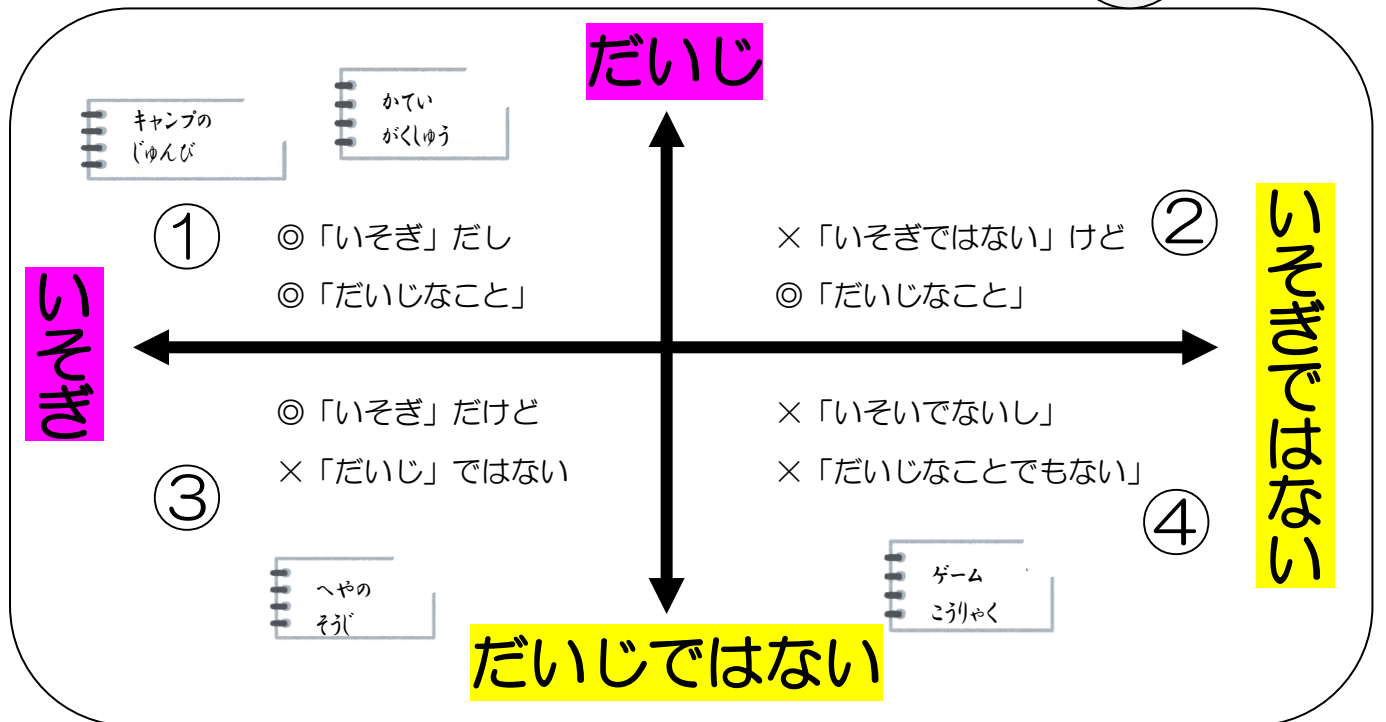 だいじ
キャンプの
じゅんび
かてい
がくしゅう
①
◎「いそぎ」だし
◎「だいじなこと」
②
×「いそぎではない」けど
◎「だいじなこと」
いそぎ
いそぎではない
③
◎「いそぎ」だけど
×「だいじ」ではない
×「いそいでないし」
×「だいじなことでもない」
④
へやの
そうじ
ゲーム
こうりゃく
だいじではない